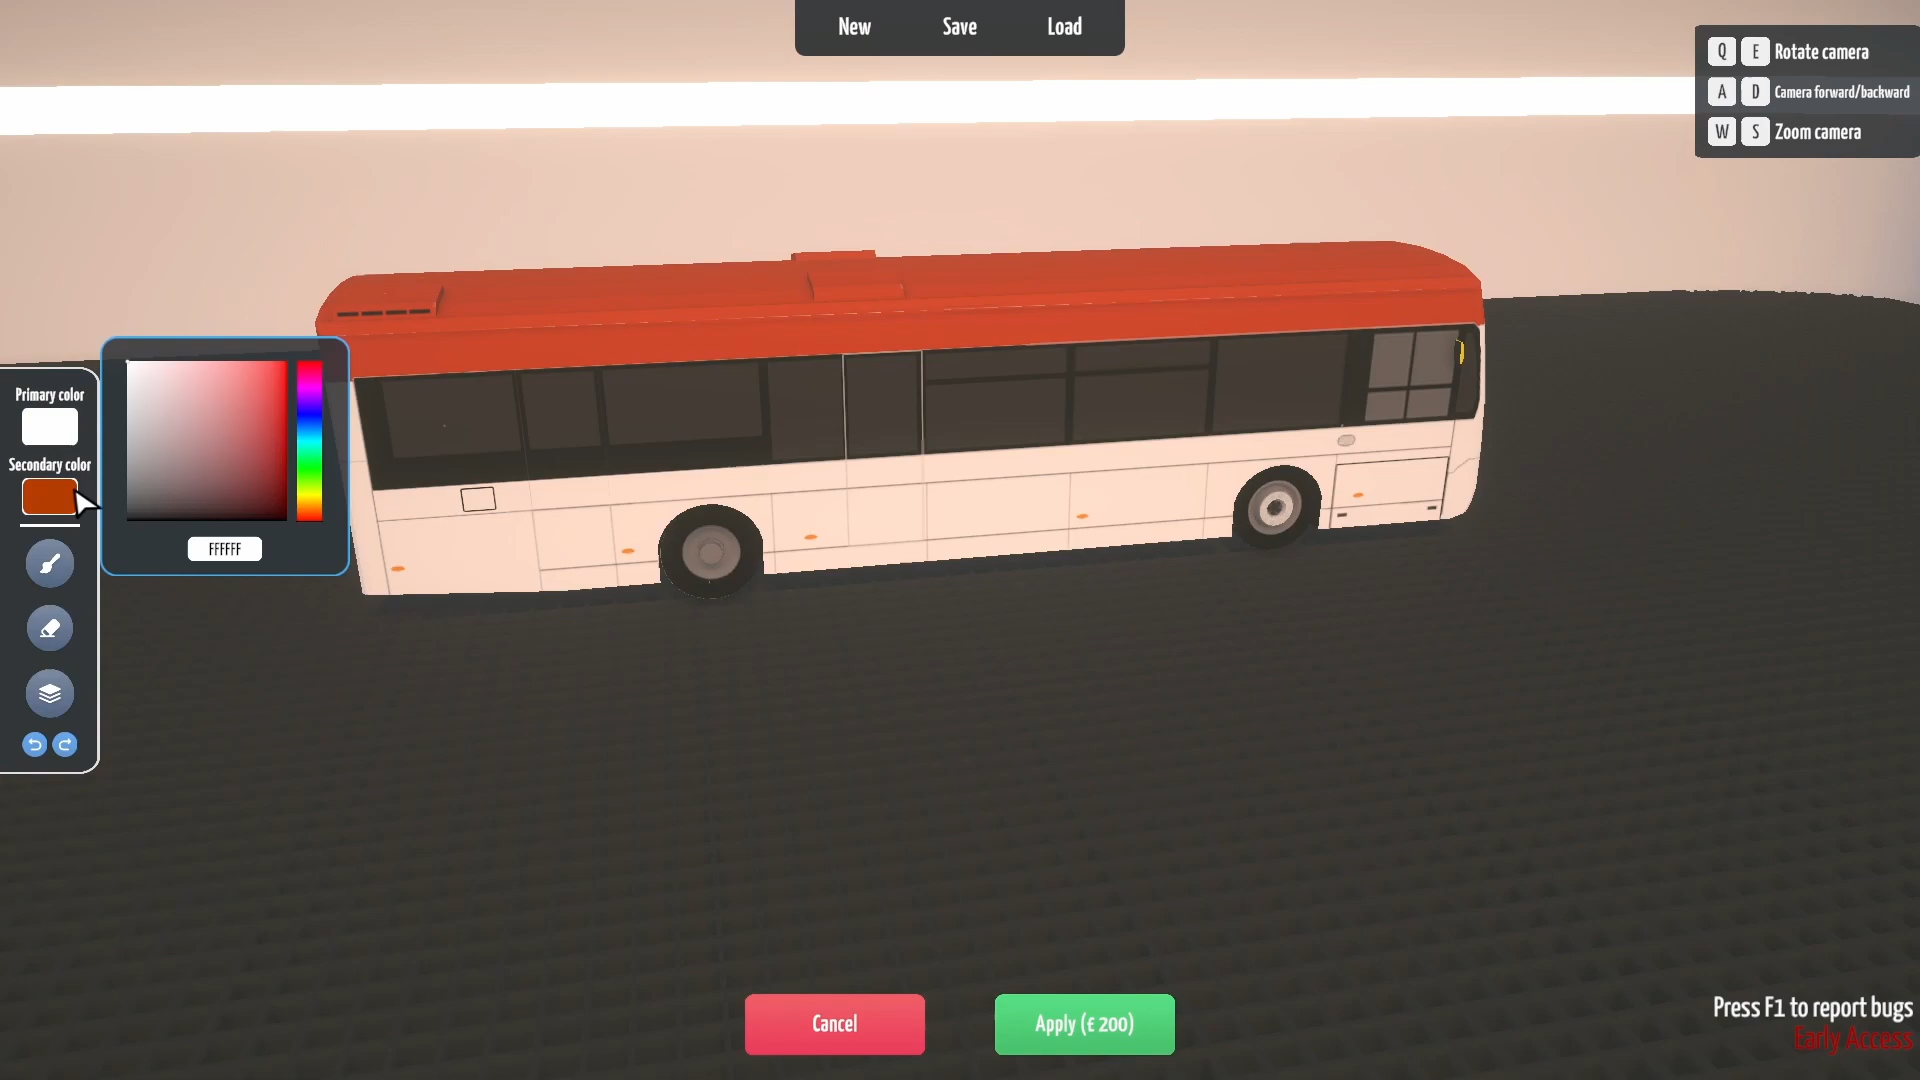 New Save Load
Q E Rotate camera
A D Camera forward/backward
W S Zoom camera
Primary color
Secondary color
FFFFFF
Cancel
Apply (£ 200)
Press F1 to report bugs
Early Access